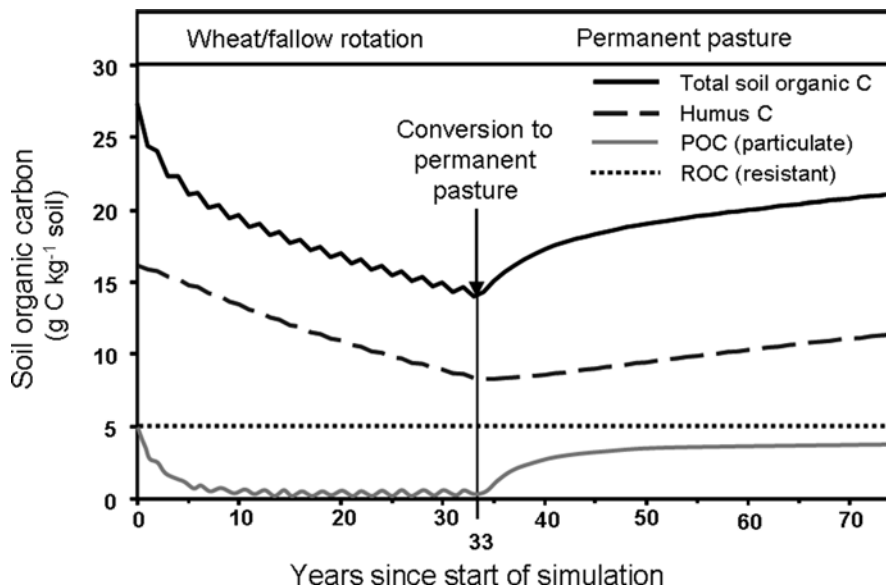 Wheat/fallow rotation
Permanent pasture
30
25
20
15
10
5
0
Soil organic carbon
(g C kg⁻¹ soil)
Total soil organic C
Humus C
POC (particulate)
ROC (resistant)
Conversion to
permanent
pasture
0
10
20
30
33
40
50
60
70
Years since start of simulation